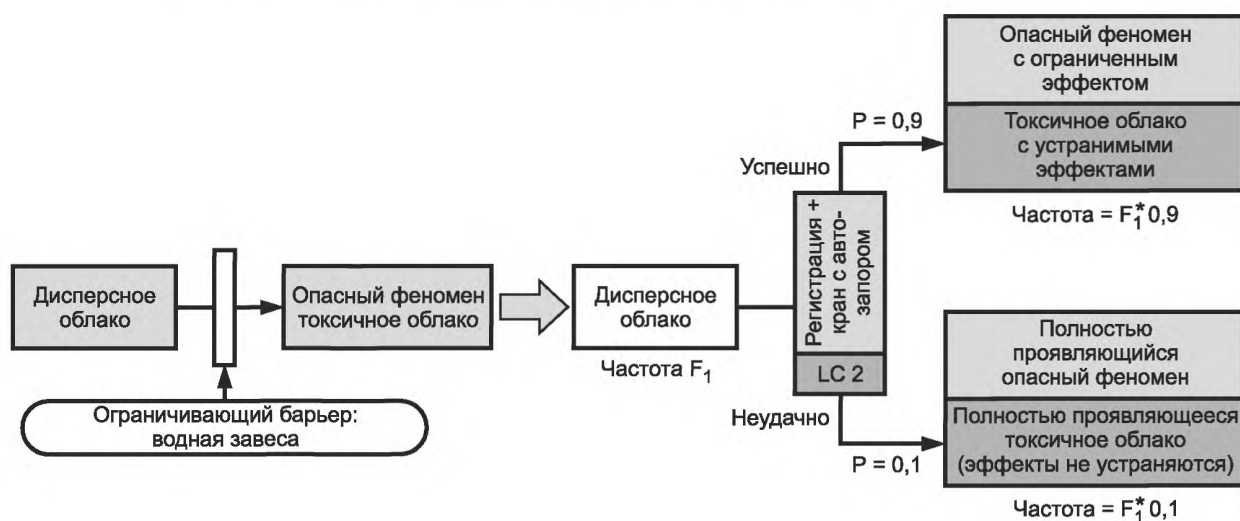 Дисперсное
облако
Ограничивающий барьер:
водная завеса
Опасный феномен
токсичное облако
Дисперсное
облако
Частота F1
Успешно
P = 0,9
Регистрация +
кран с авто-
запором
LC 2
Неудачно
P = 0,1
Опасный феномен
с ограниченным
эффектом
Токсичное облако
с устранимыми
эффектами
Частота = F1* 0,9
Полностью
проявляющийся
опасный феномен
Полностью проявляющееся
токсичное облако
(эффекты не устраняются)
Частота = F1* 0,1